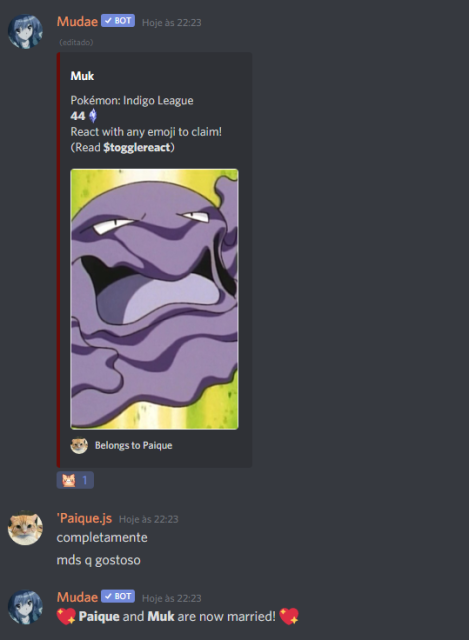 Mudae ✓ BOT Hoje às 22:23
(editado)
Muk
Pokémon: Indigo League
44
React with any emoji to claim!
(Read $togglereact)
Belongs to Paique
1
'Paique.js Hoje às 22:23
completamente
mds q gostoso
Mudae ✓ BOT Hoje às 22:23
💖 Paique and Muk are now married! 💖